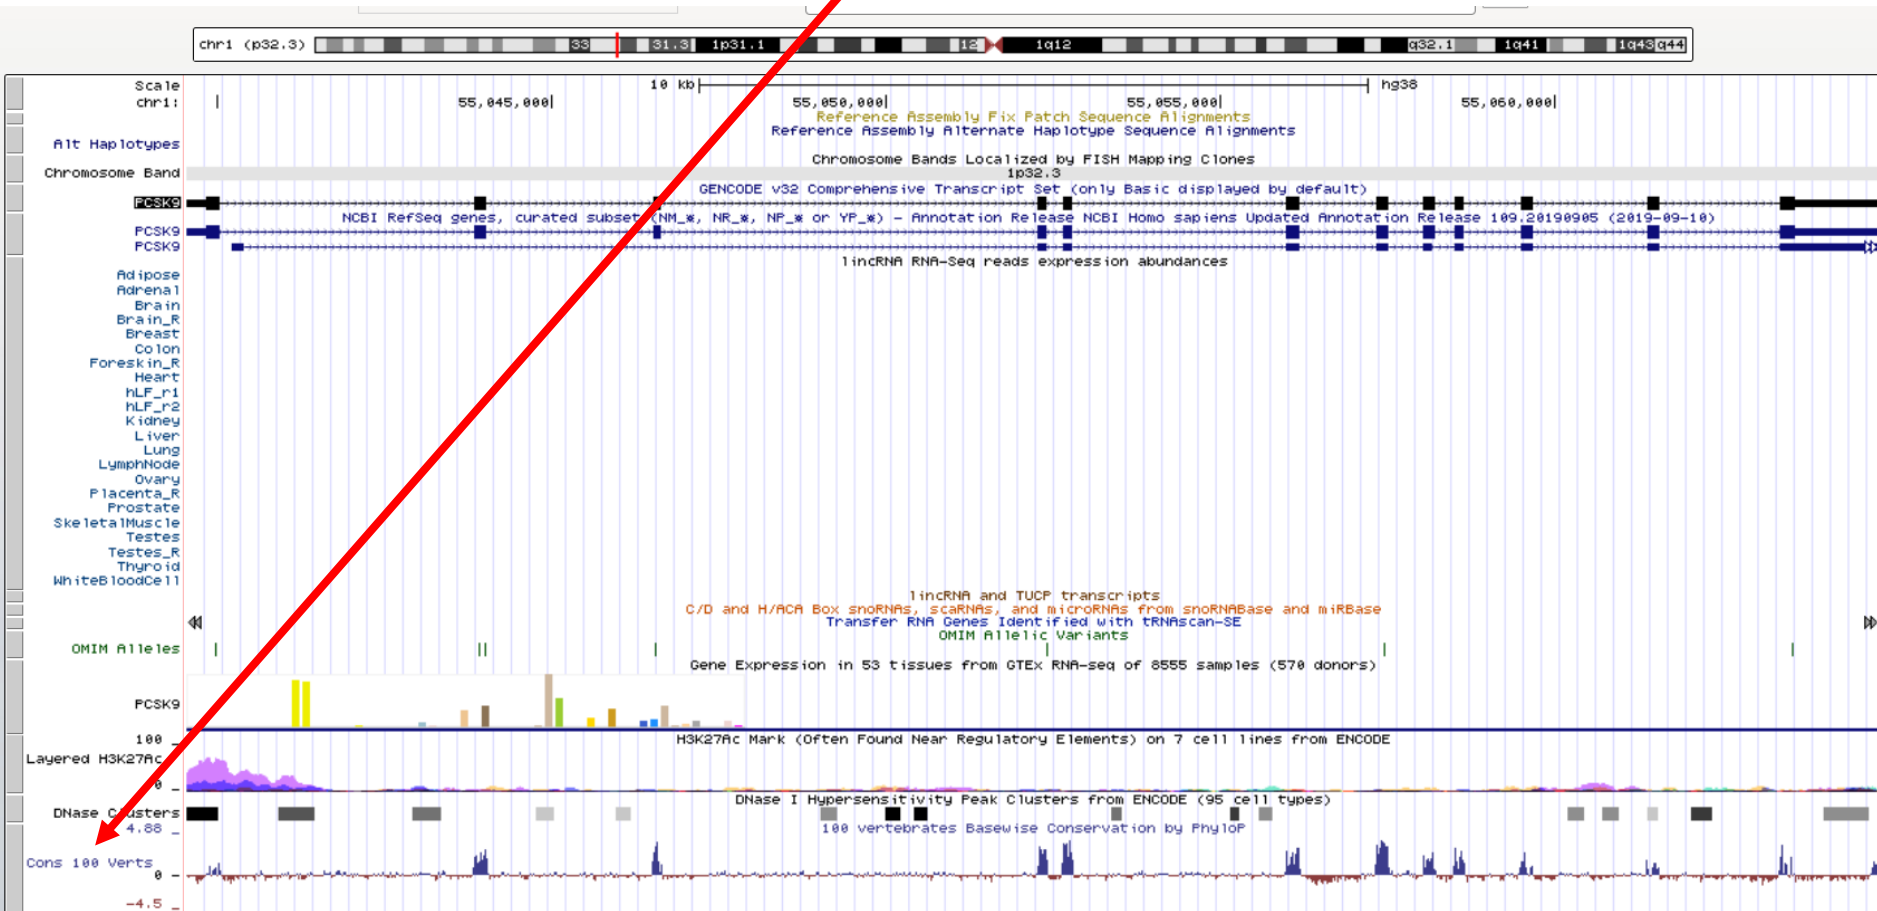 chr1 (p32.3) 33 31.3 1p31.1 12 1q12 q32.1 1q41 1q43 q44
Scale 10 kb hg38
chr1: 55,045,000 55,050,000 55,055,000 55,060,000
Reference Assembly Fix Patch Sequence Alignments
Reference Assembly Alternate Haplotype Sequence Alignments
Alt Haplotypes
Chromosome Bands Localized by FISH Mapping Clones
Chromosome Band 1p32.3
GENCODE v32 Comprehensive Transcript Set (only Basic displayed by default)
PCSK9
NCBI RefSeq genes, curated subset (NM_*, NR_*, NP_* or YP_*) - Annotation Release NCBI Homo sapiens Updated Annotation Release 109.20190905 (2019-09-10)
PCSK9
PCSK9
lincRNA RNA-Seq reads expression abundances
Adipose
Adrenal
Brain
Brain_R
Breast
Colon
Foreskin_R
Heart
hLF_r1
hLF_r2
Kidney
Liver
Lung
LymphNode
Ovary
Placenta_R
Prostate
SkeletalMuscle
Testes
Testes_R
Thyroid
WhiteBloodCell
lincRNA and TUCP transcripts
C/D and H/ACA Box snoRNAs, scaRNAs, and microRNAs from snoRNABase and miRBase
Transfer RNA Genes Identified with tRNAscan-SE
OMIM Allelic Variants
OMIM Alleles
Gene Expression in 53 tissues from GTEx RNA-seq of 8555 samples (570 donors)
PCSK9
H3K27Ac Mark (Often Found Near Regulatory Elements) on 7 cell lines from ENCODE
100 _
Layered H3K27Ac
0 _
DNase I Hypersensitivity Peak Clusters from ENCODE (95 cell types)
DNase Clusters
100 vertebrates Basewise Conservation by PhyloP
4.88 _
Cons 100 Verts
0 -
-4.5 _